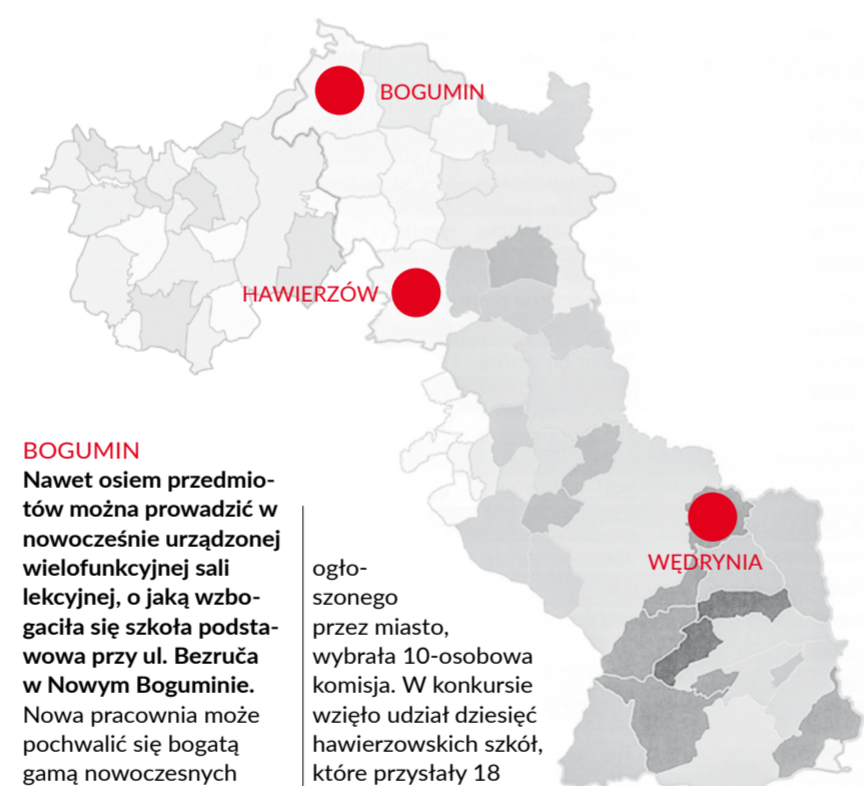 BOGUMIN
HAWIERZÓW
WĘDRYNIA
BOGUMIN
Nawet osiem przedmio-
tów można prowadzić w
nowocześnie urządzonej
wielofunkcyjnej sali
lekcyjnej, o jaką wzbo-
gaciła się szkoła podsta-
wowa przy ul. Bezruča
w Nowym Boguminie.
Nowa pracownia może
pochwalić się bogatą
gamą nowoczesnych
ogło-
szonego
przez miasto,
wybrała 10-osobowa
komisja. W konkursie
wzięło udział dziesięć
hawierzowskich szkół,
które przysłały 18